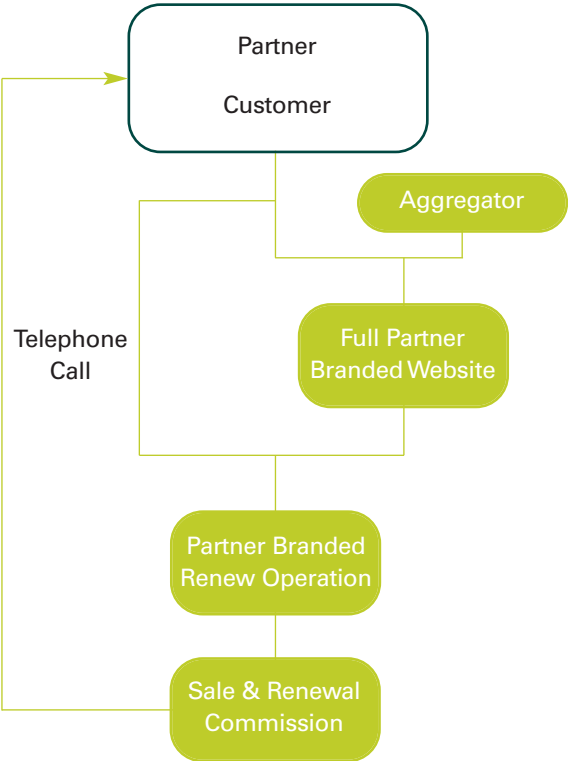 Partner
Customer
Aggregator
Telephone
Call
Full Partner
Branded Website
Partner Branded
Renew Operation
Sale & Renewal
Commission